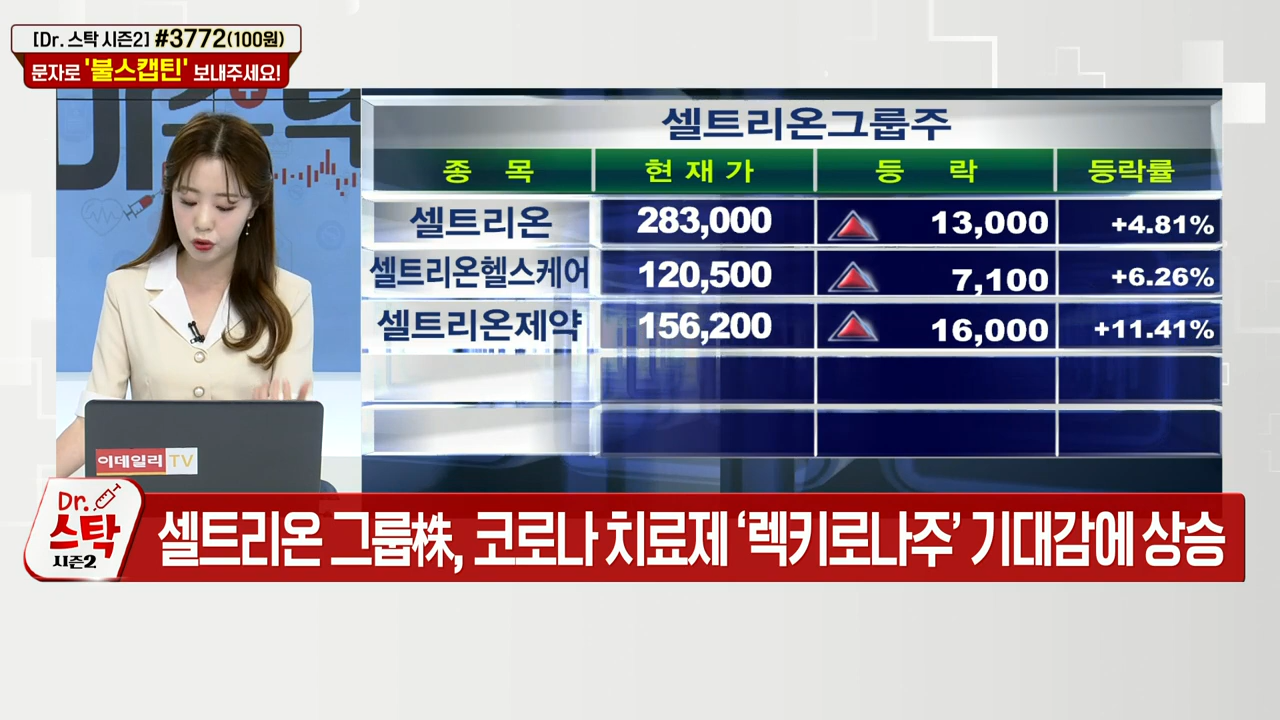 [Dr. 스탁 시즌2] #3772(100원)
문자로 '불스캡틴' 보내주세요!
셀트리온그룹주
종 목 현 재 가 등 락 등락률
셀트리온 283,000 13,000 +4.81%
셀트리온헬스케어 120,500 7,100 +6.26%
셀트리온제약 156,200 16,000 +11.41%
이데일리 TV
Dr.
스탁
시즌2
셀트리온 그룹株, 코로나 치료제 ‘렉키로나주’ 기대감에 상승